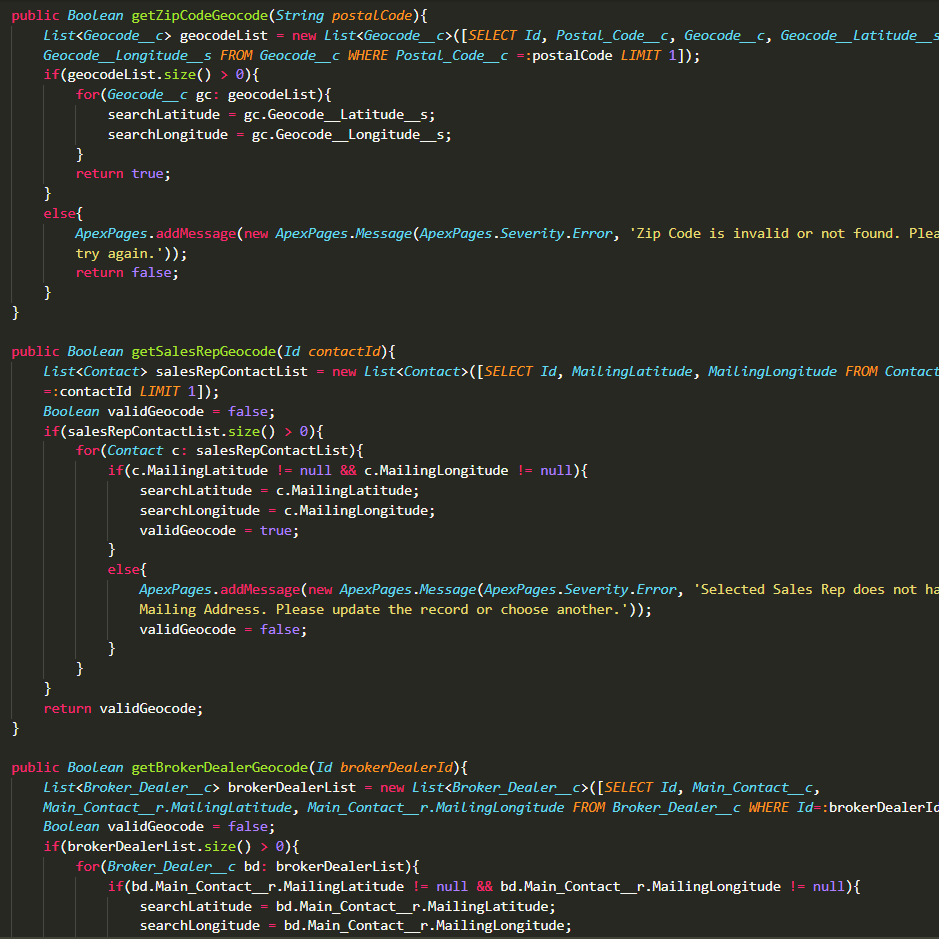 public Boolean getZipCodeGeocode(String postalCode){
List<Geocode__c> geocodeList = new List<Geocode__c>([SELECT Id, Postal_Code__c, Geocode__c, Geocode__Latitude__s
Geocode__Longitude__s FROM Geocode__c WHERE Postal_Code__c =:postalCode LIMIT 1]);
if(geocodeList.size() > 0){
for(Geocode__c gc: geocodeList){
searchLatitude = gc.Geocode__Latitude__s;
searchLongitude = gc.Geocode__Longitude__s;
}
return true;
}
else{
ApexPages.addMessage(new ApexPages.Message(ApexPages.Severity.Error, 'Zip Code is invalid or not found. Plea
try again.'));
return false;
}
}
public Boolean getSalesRepGeocode(Id contactId){
List<Contact> salesRepContactList = new List<Contact>([SELECT Id, MailingLatitude, MailingLongitude FROM Contact
=:contactId LIMIT 1]);
Boolean validGeocode = false;
if(salesRepContactList.size() > 0){
for(Contact c: salesRepContactList){
if(c.MailingLatitude != null && c.MailingLongitude != null){
searchLatitude = c.MailingLatitude;
searchLongitude = c.MailingLongitude;
validGeocode = true;
}
else{
ApexPages.addMessage(new ApexPages.Message(ApexPages.Severity.Error, 'Selected Sales Rep does not ha
Mailing Address. Please update the record or choose another.'));
validGeocode = false;
}
}
}
return validGeocode;
}
public Boolean getBrokerDealerGeocode(Id brokerDealerId){
List<Broker_Dealer__c> brokerDealerList = new List<Broker_Dealer__c>([SELECT Id, Main_Contact__c,
Main_Contact__r.MailingLatitude, Main_Contact__r.MailingLongitude FROM Broker_Dealer__c WHERE Id=:brokerDealerId
Boolean validGeocode = false;
if(brokerDealerList.size() > 0){
for(Broker_Dealer__c bd: brokerDealerList){
if(bd.Main_Contact__r.MailingLatitude != null && bd.Main_Contact__r.MailingLongitude != null){
searchLatitude = bd.Main_Contact__r.MailingLatitude;
searchLongitude = bd.Main_Contact__r.MailingLongitude;